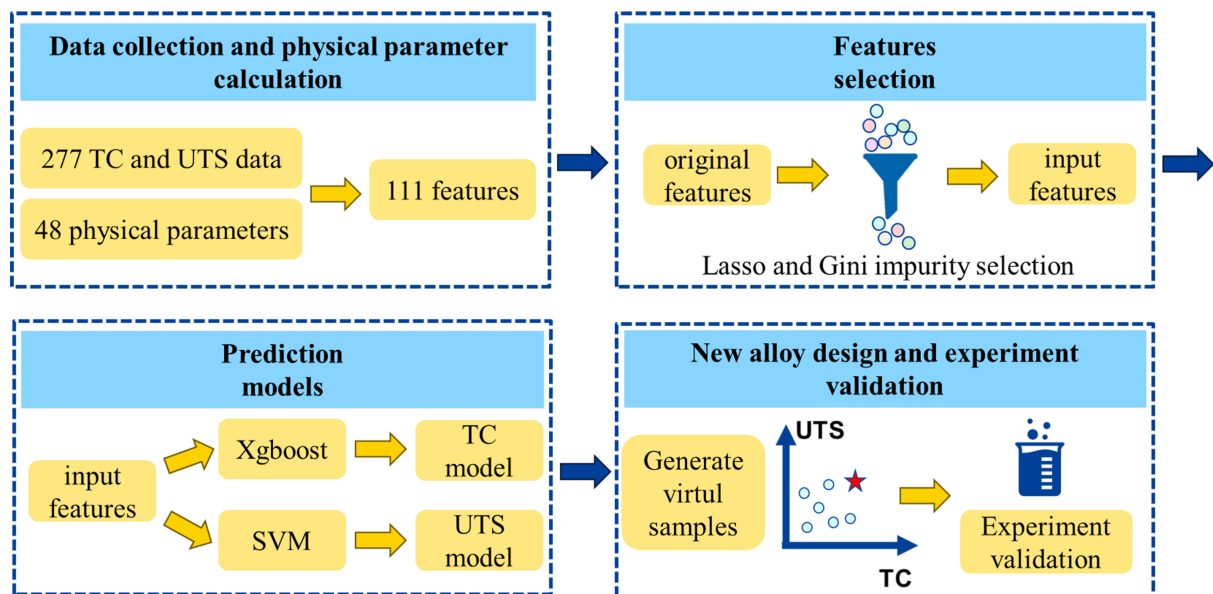 Data collection and physical parameter
calculation
277 TC and UTS data
48 physical parameters
111 features
Features
selection
original
features
input
features
Lasso and Gini impurity selection
Prediction
models
input
features
Xgboost
TC
model
SVM
UTS
model
New alloy design and experiment
validation
Generate
virtul
samples
UTS
TC
Experiment
validation